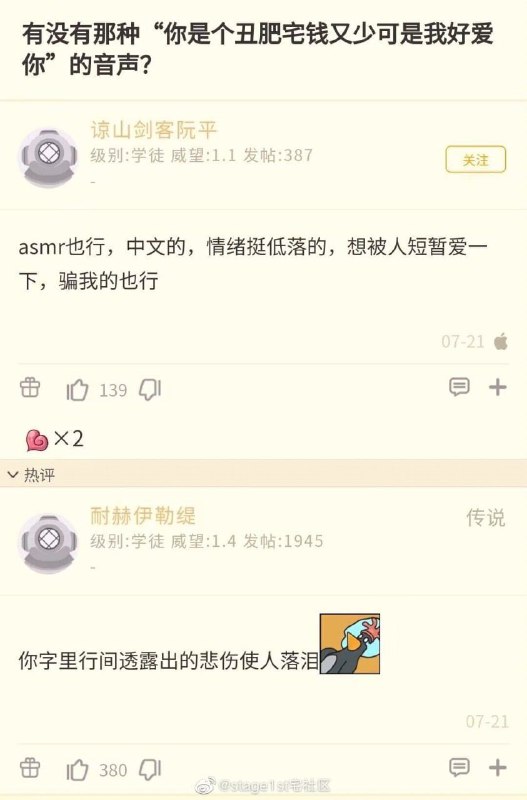 有没有那种“你是个丑肥宅钱又少可是我好爱
你”的音声？
谅山剑客阮平
级别:学徒 威望:1.1 发帖:387
关注
-
asmr也行，中文的，情绪挺低落的，想被人短暂爱一
下，骗我的也行
07-21
139
×2
热评
耐赫伊勒缇
传说
级别:学徒 威望:1.4 发帖:1945
-
你字里行间透露出的悲伤使人落泪
07-21
380
@stage1st宅社区